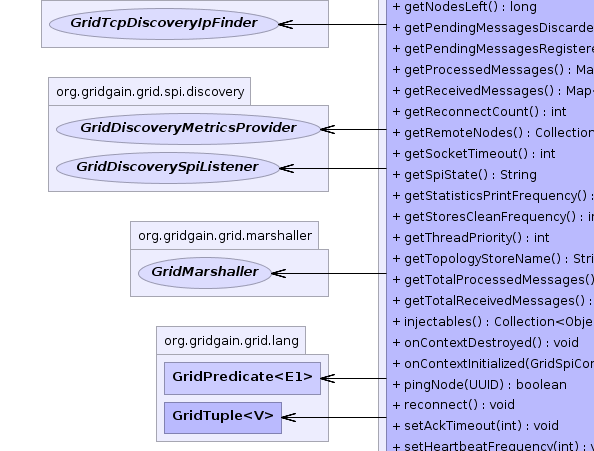 GridTcpDiscoveryIpFinder
org.gridgain.grid.spi.discovery
GridDiscoveryMetricsProvider
GridDiscoverySpiListener
org.gridgain.grid.marshaller
GridMarshaller
org.gridgain.grid.lang
GridPredicate<E1>
GridTuple<V>
+ getNodesLeft() : long
+ getPendingMessagesDiscarde
+ getPendingMessagesRegistere
+ getProcessedMessages() : Ma
+ getReceivedMessages() : Map<
+ getReconnectCount() : int
+ getRemoteNodes() : Collection
+ getSocketTimeout() : int
+ getSpiState() : String
+ getStatisticsPrintFrequency() :
+ getStoresCleanFrequency() : in
+ getThreadPriority() : int
+ getTopologyStoreName() : Stri
+ getTotalProcessedMessages()
+ getTotalReceivedMessages() :
+ injectables() : Collection<Obje
+ onContextDestroyed() : void
+ onContextInitialized(GridSpiCon
+ pingNode(UUID) : boolean
+ reconnect() : void
+ setAckTimeout(int) : void
+ setHeartbeatFrequency(int) : v